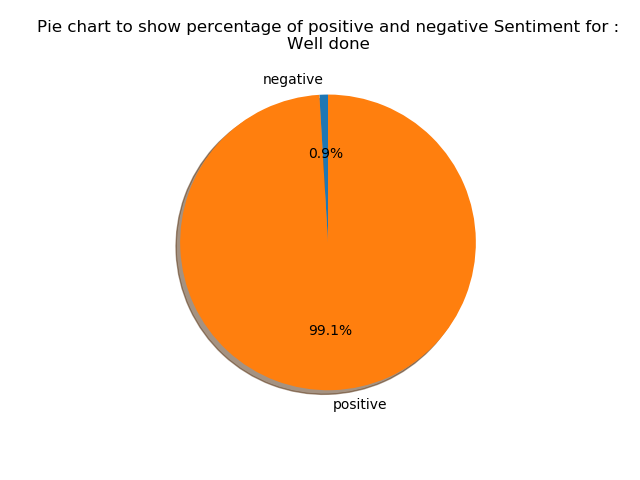 Pie chart to show percentage of positive and negative Sentiment for :
Well done
negative
0.9%
99.1%
positive